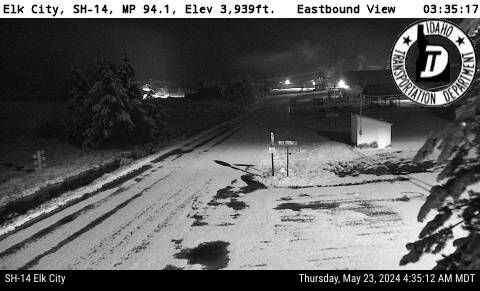 Elk City, SH-14, MP 94.1, Elev 3,939ft.   Eastbound View   03:35:17
IDAHO
TRANSPORTATION DEPARTMENT
SH-14 Elk City
Thursday, May 23, 2024 4:35:12 AM MDT